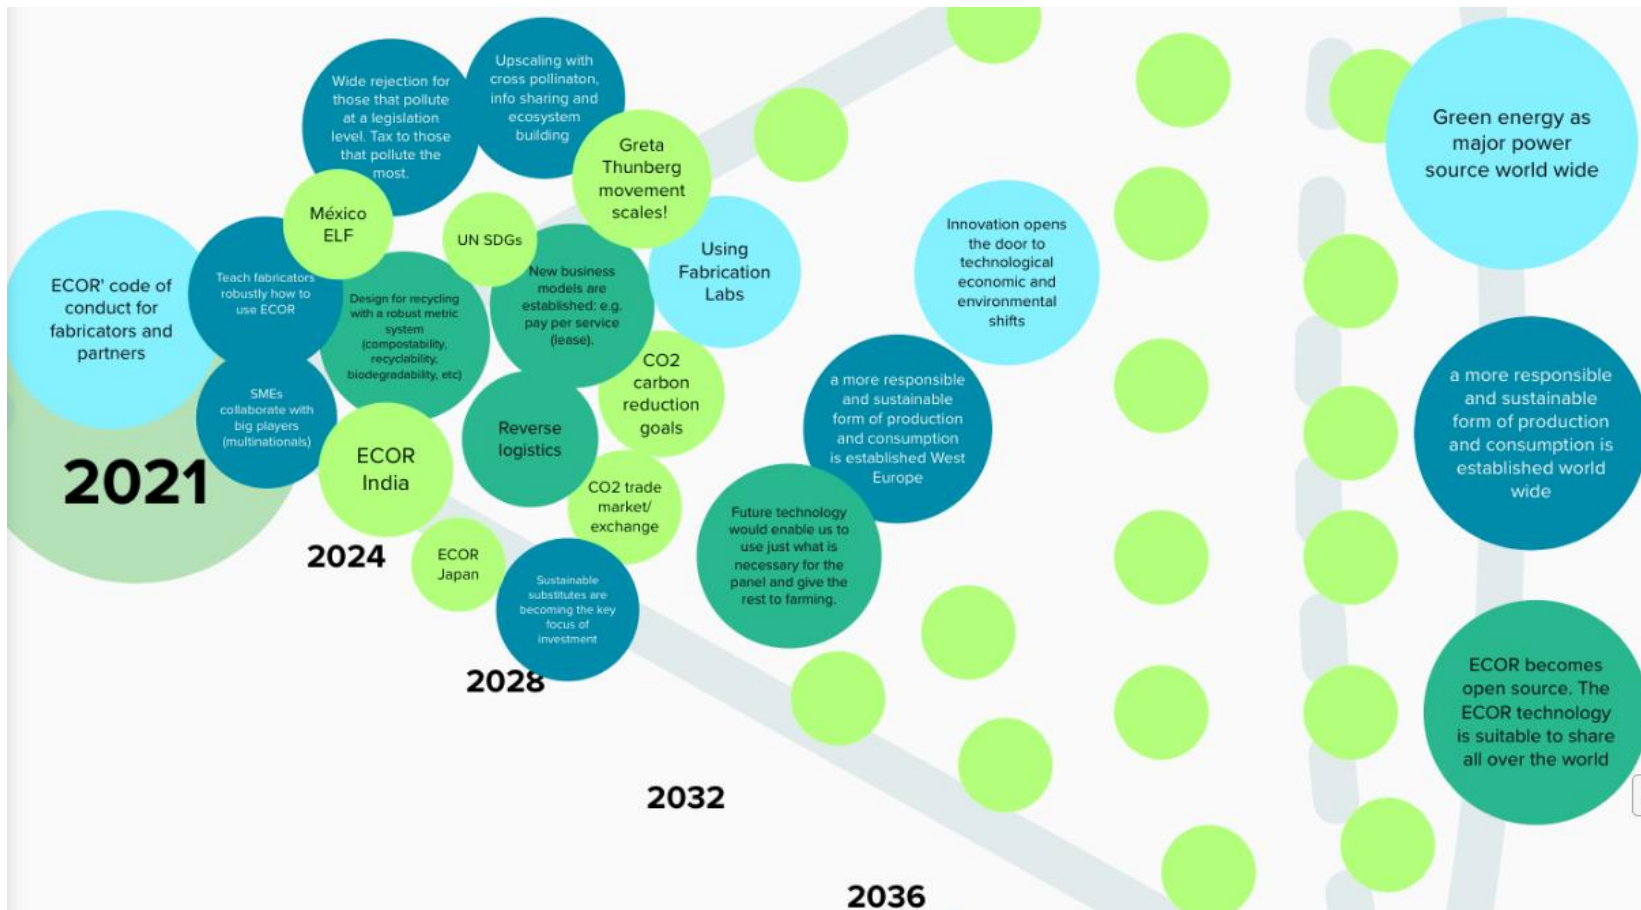 Wide rejection for
those that pollute
at a legislation
level. Tax to those
that pollute the
most.
Upscaling with
cross pollinaton,
info sharing and
ecosystem
building
Greta
Thunberg
movement
scales!
México
ELF
UN SDGs
Using
Fabrication
Labs
ECOR' code of
conduct for
fabricators and
partners
Teach fabricators
robustly how to
use ECOR
Design for recycling
with a robust metric
system
(compostability,
recyclability,
biodegradability, etc)
New business
models are
established: e.g.
pay per service
(lease).
SMEs
collaborate with
big players
(multinationals)
CO2
carbon
reduction
goals
Reverse
logistics
ECOR
India
CO2 trade
market/
exchange
ECOR
Japan
Sustainable
substitutes are
becoming the key
focus of
investment
Innovation opens
the door to
technological
economic and
environmental
shifts
a more responsible
and sustainable
form of production
and consumption
is established West
Europe
Future technology
would enable us to
use just what is
necessary for the
panel and give the
rest to farming.
Green energy as
major power
source world wide
a more responsible
and sustainable
form of production
and consumption is
established world
wide
ECOR becomes
open source. The
ECOR technology
is suitable to share
all over the world
2021
2024
2028
2032
2036